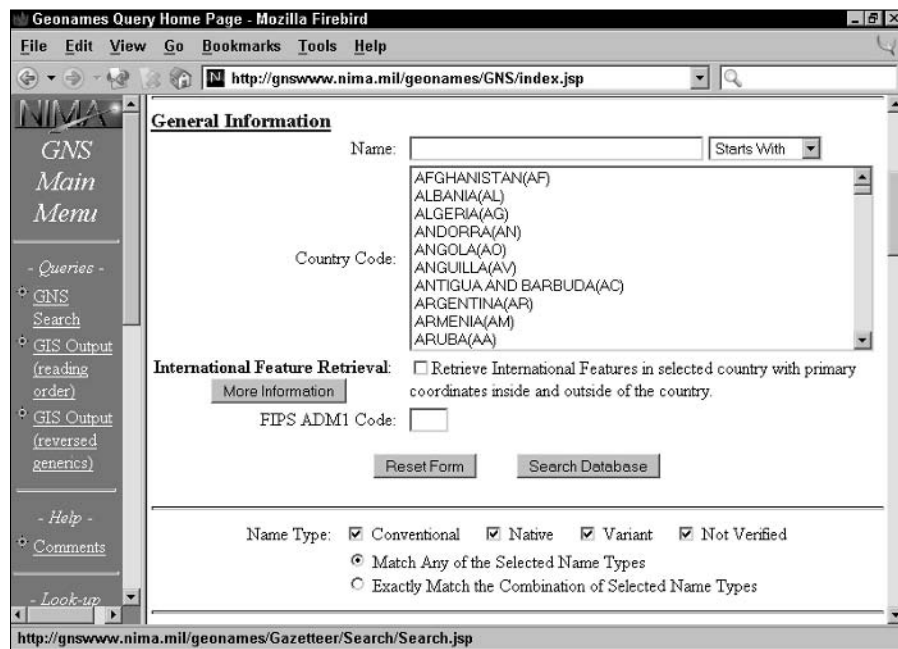 Geonames Query Home Page - Mozilla Firebird
File Edit View Go Bookmarks Tools Help
http://gnswww.nima.mil/geonames/GNS/index.jsp
NIMA
GNS
Main
Menu
- Queries -
GNS
Search
GIS Output
(reading
order)
GIS Output
(reversed
generics)
- Help -
Comments
- Look-up
General Information
Name: Starts With
Country Code:
AFGHANISTAN(AF)
ALBANIA(AL)
ALGERIA(AG)
ANDORRA(AN)
ANGOLA(AO)
ANGUILLA(AV)
ANTIGUA AND BARBUDA(AC)
ARGENTINA(AR)
ARMENIA(AM)
ARUBA(AA)
International Feature Retrieval: Retrieve International Features in selected country with primary
More Information coordinates inside and outside of the country.
FIPS ADM1 Code:
Reset Form Search Database
Name Type: Conventional Native Variant Not Verified
Match Any of the Selected Name Types
Exactly Match the Combination of Selected Name Types
http://gnswww.nima.mil/geonames/Gazetteer/Search/Search.jsp